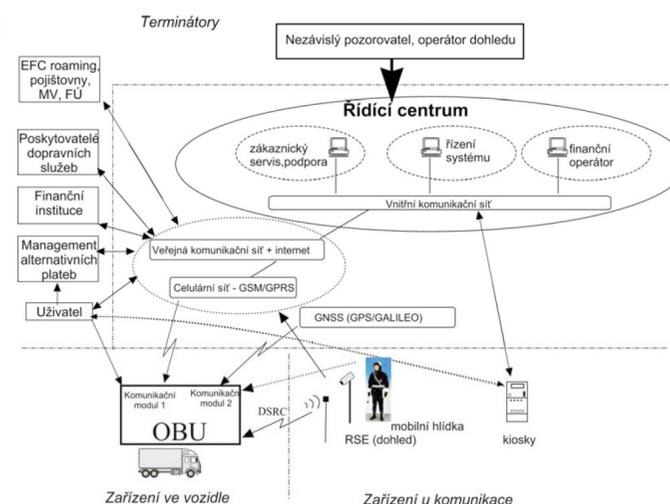 Terminátory
Nezávislý pozorovatel, operátor dohledu
EFC roaming,
pojištovny,
MV, FÚ
Řídící centrum
Poskytovatelé
dopravních
služeb
zákaznický
servis,podpora
řízení
systému
finanční
operátor
Finanční
instituce
Vnitřní komunikační síť
Management
alternativních
plateb
Veřejná komunikační síť + internet
Celulární síť - GSM/GPRS
Uživatel
GNSS (GPS/GALILEO)
Komunikační
modul 1
Komunikačn
modul 2
OBU
DSRC
mobilní hlídka
RSE (dohled)
kiosky
Zařízení ve vozidle
Zařízení u komunikace